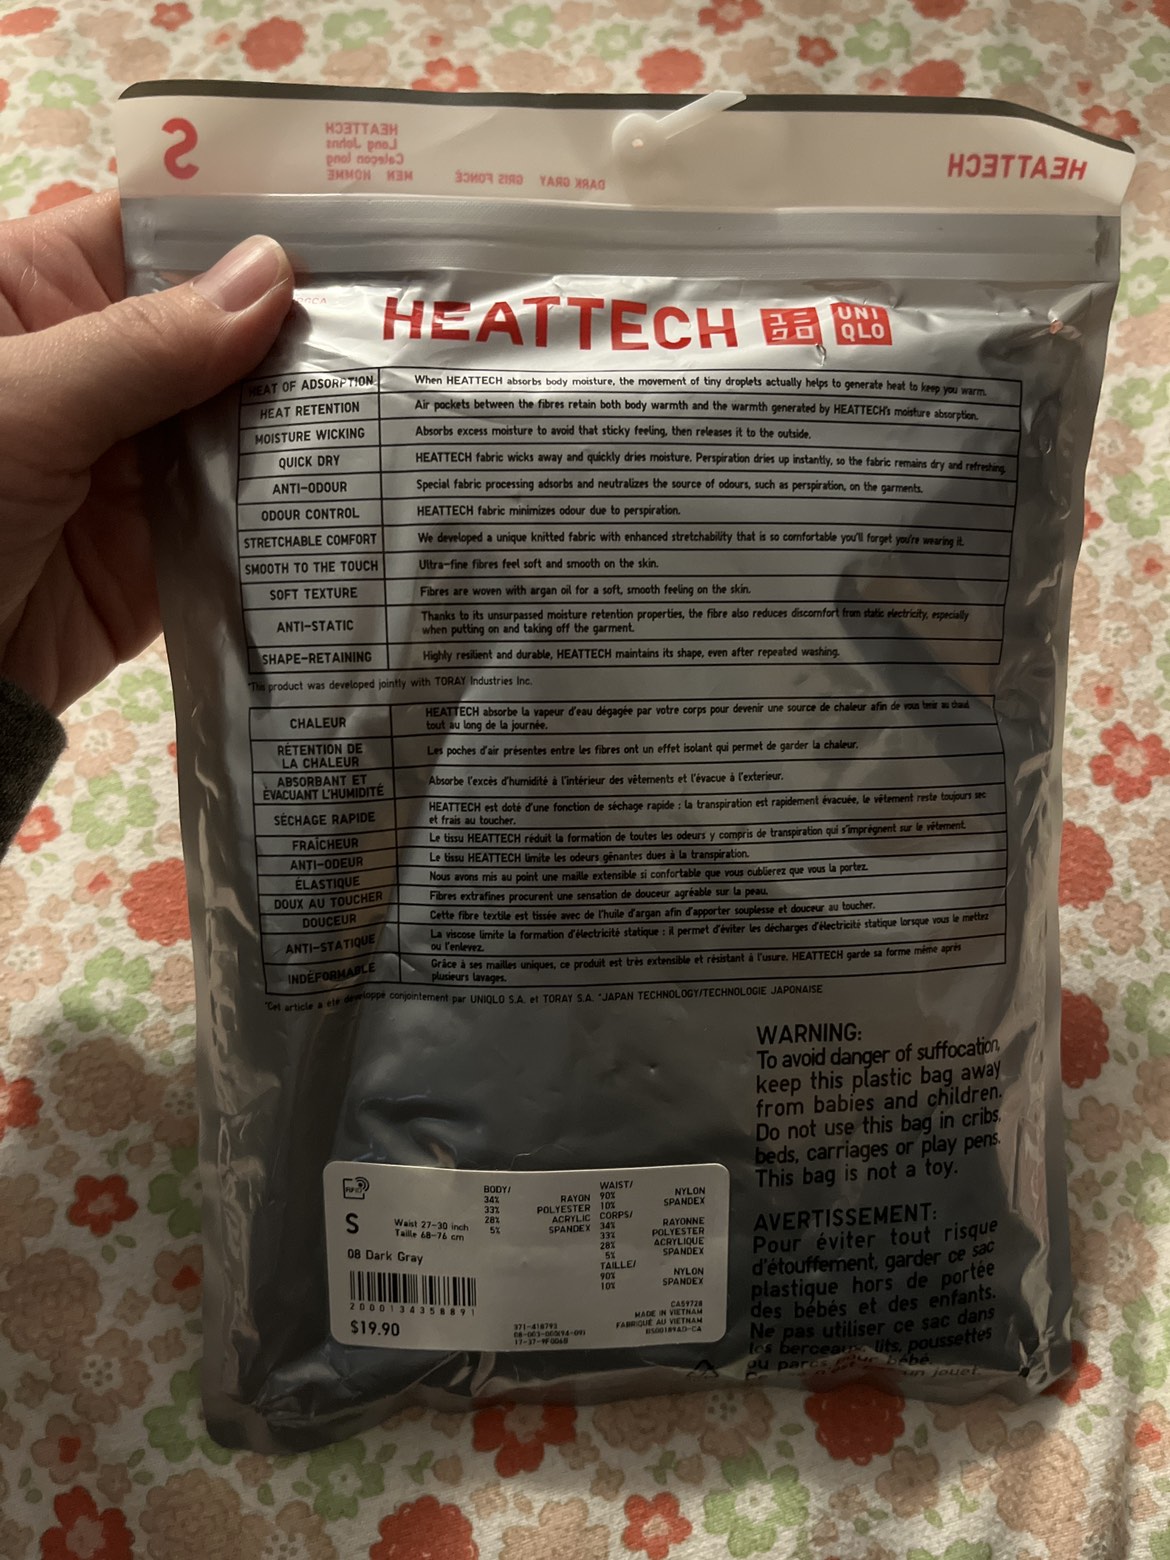 S
HEATTECH
Long Johns
Caleçon long
MEN HOMME
DARK GRAY GRIS FONCÉ
HEATTECH
HEATTECH
UNI
QLO
HEAT OF ADSORPTION When HEATTECH absorbs body moisture, the movement of tiny droplets actually helps to generate heat to keep you warm.
HEAT RETENTION Air pockets between the fibres retain both body warmth and the warmth generated by HEATTECH's moisture absorption.
MOISTURE WICKING Absorbs excess moisture to avoid that sticky feeling, then releases it to the outside.
QUICK DRY HEATTECH fabric wicks away and quickly dries moisture. Perspiration dries up instantly, so the fabric remains dry and refreshing.
ANTI-ODOUR Special fabric processing adsorbs and neutralizes the source of odours, such as perspiration, on the garments.
ODOUR CONTROL HEATTECH fabric minimizes odour due to perspiration.
STRETCHABLE COMFORT We developed a unique knitted fabric with enhanced stretchability that is so comfortable you'll forget you're wearing it.
SMOOTH TO THE TOUCH Ultra-fine fibres feel soft and smooth on the skin.
SOFT TEXTURE Fibres are woven with argan oil for a soft, smooth feeling on the skin.
ANTI-STATIC Thanks to its unsurpassed moisture retention properties, the fibre also reduces discomfort from static electricity, especially
when putting on and taking off the garment.
SHAPE-RETAINING Highly resilient and durable, HEATTECH maintains its shape, even after repeated washing.
*This product was developed jointly with TORAY Industries Inc.
CHALEUR HEATTECH absorbe la vapeur d'eau dégagée par votre corps pour devenir une source de chaleur afin de vous tenir au chaud
tout au long de la journée.
RÉTENTION DE
LA CHALEUR Les poches d'air présentes entre les fibres ont un effet isolant qui permet de garder la chaleur.
ABSORBANT ET
ÉVACUANT L'HUMIDITÉ Absorbe l'excès d'humidité à l'intérieur des vêtements et l'évacue à l'exterieur.
SÉCHAGE RAPIDE HEATTECH est doté d'une fonction de séchage rapide : la transpiration est rapidement évacuée, le vêtement reste toujours sec
et frais au toucher.
FRAÎCHEUR Le tissu HEATTECH réduit la formation de toutes les odeurs y compris de transpiration qui s'imprégnent sur le vêtement.
ANTI-ODEUR Le tissu HEATTECH limite les odeurs gênantes dues à la transpiration.
ÉLASTIQUE Nous avons mis au point une maille extensible si confortable que vous oublierez que vous la portez.
DOUX AU TOUCHER Fibres extrafines procurent une sensation de douceur agréable sur la peau.
DOUCEUR Cette fibre textile est tissée avec de l'huile d'argan afin d'apporter souplesse et douceur au toucher.
ANTI-STATIQUE La viscose limite la formation d'électricité statique : il permet d'éviter les décharges d'électricité statique lorsque vous le mettez
ou l'enlevez.
INDÉFORMABLE Grâce à ses mailles uniques, ce produit est très extensible et résistant à l'usure. HEATTECH garde sa forme même après
plusieurs lavages.
*Cet article a été développé conjointement par UNIQLO S.A. et TORAY S.A. *JAPAN TECHNOLOGY/TECHNOLOGIE JAPONAISE
WARNING:
To avoid danger of suffocation,
keep this plastic bag away
from babies and children.
Do not use this bag in cribs,
beds, carriages or play pens.
This bag is not a toy.
AVERTISSEMENT:
Pour éviter tout risque
d'étouffement, garder ce sac
plastique hors de portée
des bébés et des enfants.
Ne pas utiliser ce sac dans
les berceaux, lits, poussettes
ou parcs pour bébé.
un jouet.
S
Waist 27-30 inch
Taille 68-76 cm
08 Dark Gray
2000134358891
$19.90
BODY/
34% RAYON
33% POLYESTER
28% ACRYLIC
5% SPANDEX
WAIST/
90% NYLON
10% SPANDEX
CORPS/
34% RAYONNE
33% POLYESTER
28% ACRYLIQUE
5% SPANDEX
TAILLE/
90% NYLON
10% SPANDEX
CA59728
MADE IN VIETNAM
FABRIQUÉ AU VIETNAM
371-418793